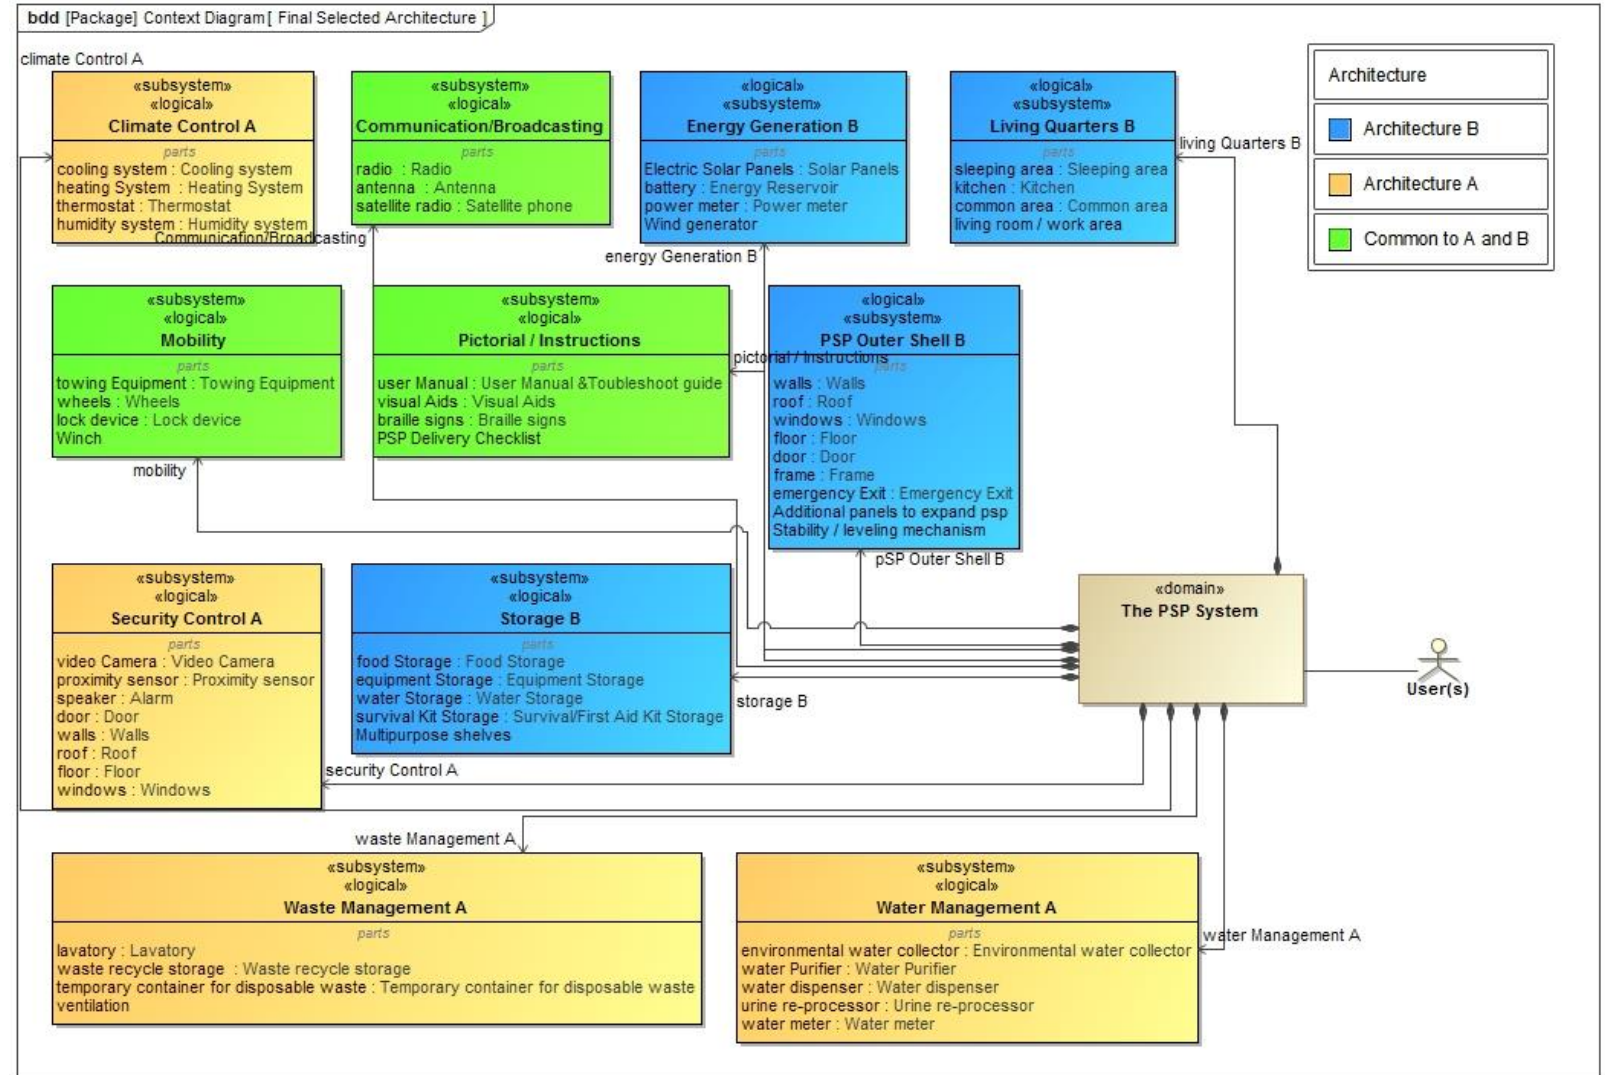 bdd [Package] Context Diagram[ Final Selected Architecture ]
climate Control A
«subsystem»
«logical»
Climate Control A
parts
cooling system : Cooling system
heating System : Heating System
thermostat : Thermostat
humidity system : Humidity system
«subsystem»
«logical»
Communication/Broadcasting
parts
radio : Radio
antenna : Antenna
satellite radio : Satellite phone
Communication/Broadcasting
«logical»
«subsystem»
Energy Generation B
parts
Electric Solar Panels : Solar Panels
battery : Energy Reservoir
power meter : Power meter
Wind generator
energy Generation B
«logical»
«subsystem»
Living Quarters B
parts
sleeping area : Sleeping area
kitchen : Kitchen
common area : Common area
living room / work area
living Quarters B
Architecture
Architecture B
Architecture A
Common to A and B
«subsystem»
«logical»
Mobility
parts
towing Equipment : Towing Equipment
wheels : Wheels
lock device : Lock device
Winch
mobility
«subsystem»
«logical»
Pictorial / Instructions
parts
user Manual : User Manual &Toubleshoot guide
visual Aids : Visual Aids
braille signs : Braille signs
PSP Delivery Checklist
pictorial / Instructions
«logical»
«subsystem»
PSP Outer Shell B
parts
walls : Walls
roof : Roof
windows : Windows
floor : Floor
door : Door
frame : Frame
emergency Exit : Emergency Exit
Additional panels to expand psp
Stability / leveling mechanism
pSP Outer Shell B
«subsystem»
«logical»
Security Control A
parts
video Camera : Video Camera
proximity sensor : Proximity sensor
speaker : Alarm
door : Door
walls : Walls
roof : Roof
floor : Floor
windows : Windows
security Control A
«subsystem»
«logical»
Storage B
parts
food Storage : Food Storage
equipment Storage : Equipment Storage
water Storage : Water Storage
survival Kit Storage : Survival/First Aid Kit Storage
Multipurpose shelves
storage B
«domain»
The PSP System
User(s)
waste Management A
«subsystem»
«logical»
Waste Management A
parts
lavatory : Lavatory
waste recycle storage : Waste recycle storage
temporary container for disposable waste : Temporary container for disposable waste
ventilation
«subsystem»
«logical»
Water Management A
parts
environmental water collector : Environmental water collector
water Purifier : Water Purifier
water dispenser : Water dispenser
urine re-processor : Urine re-processor
water meter : Water meter
water Management A